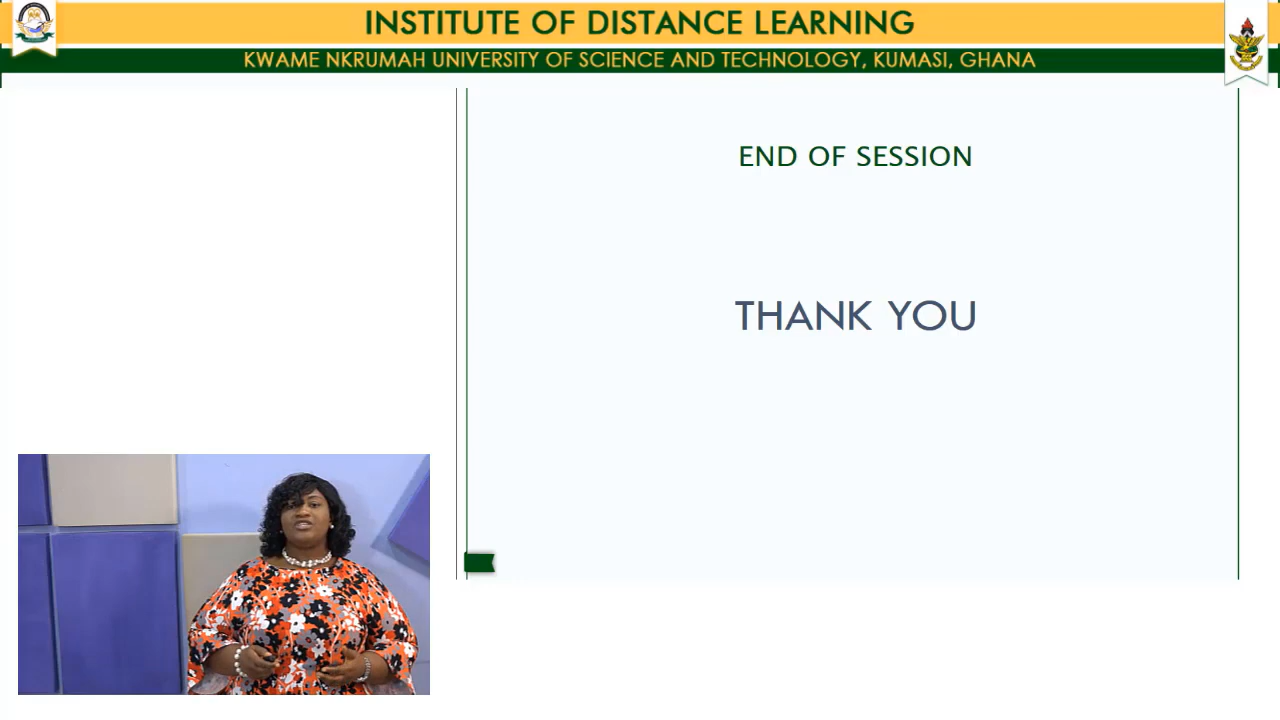 INSTITUTE OF DISTANCE LEARNING
KWAME NKRUMAH UNIVERSITY OF SCIENCE AND TECHNOLOGY, KUMASI, GHANA
END OF SESSION
THANK YOU